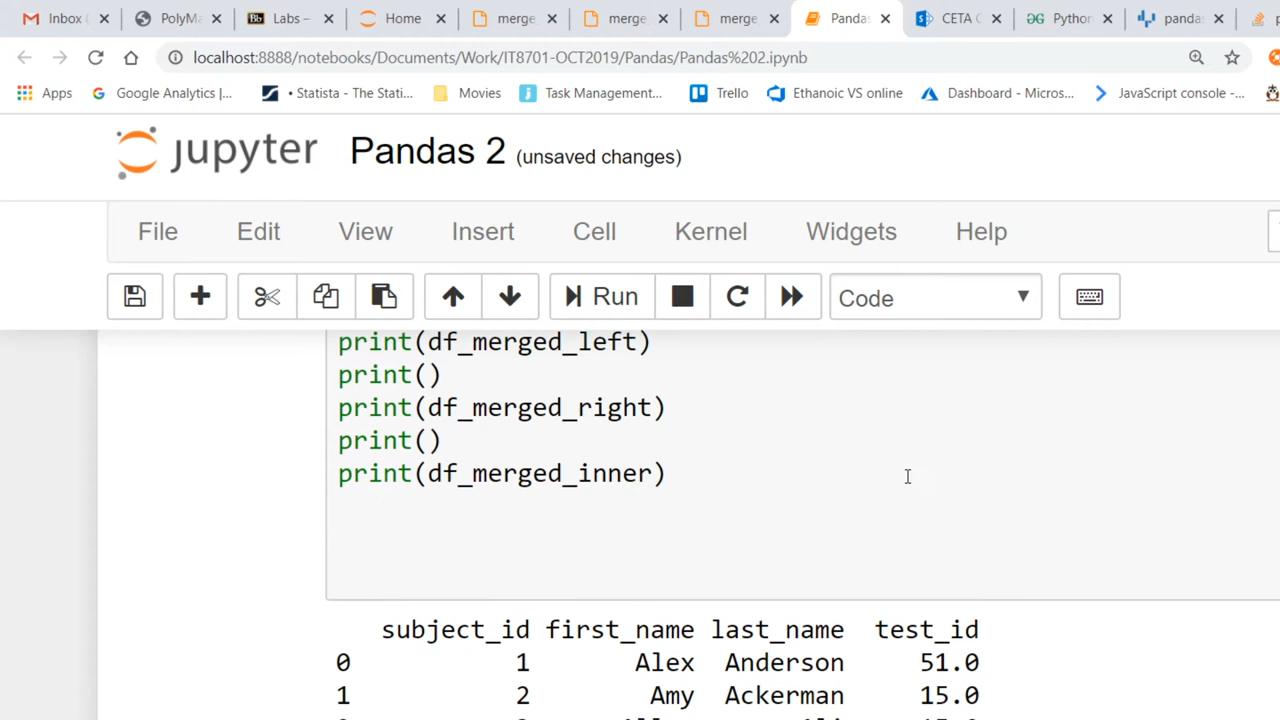 Inbox ( PolyMa Labs – Home merge merge merge Panda: CETA C Python panda:
localhost:8888/notebooks/Documents/Work/IT8701-OCT2019/Pandas/Pandas%202.ipynb
Apps Google Analytics |... • Statista - The Stati... Movies Task Management... Trello Ethanoic VS online Dashboard - Micros... JavaScript console -...
jupyter Pandas 2 (unsaved changes)
File Edit View Insert Cell Kernel Widgets Help
Run Code
print(df_merged_left)
print()
print(df_merged_right)
print()
print(df_merged_inner)
subject_id first_name last_name test_id
0 1 Alex Anderson 51.0
1 2 Amy Ackerman 15.0